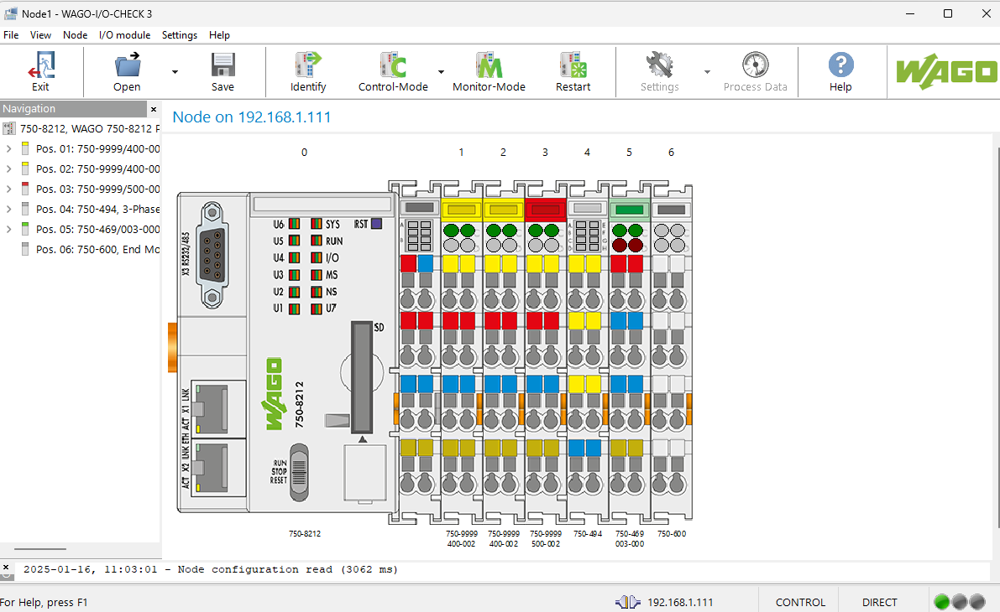 Node1 - WAGO-I/O-CHECK 3
File View Node I/O module Settings Help
Exit Open Save Identify Control-Mode Monitor-Mode Restart Settings Process Data Help
WAGO
Navigation
Node on 192.168.1.111
750-8212, WAGO 750-8212 P
Pos. 01: 750-9999/400-00
Pos. 02: 750-9999/400-00
Pos. 03: 750-9999/500-00
Pos. 04: 750-494, 3-Phase
Pos. 05: 750-469/003-000
Pos. 06: 750-600, End Mo
0 1 2 3 4 5 6
X3 RS232/485
U6 SYS RST
U5 RUN
U4 I/O
U3 MS
U2 NS
U1 U7
SD
WAGO
750-8212
ACT X1 LNK
ETH
ACT X2 LNK
RUN
STOP
RESET
A
B
A E
B F
C G
D H
750-8212
750-9999
400-002
750-9999
400-002
750-9999
500-002
750-494
750-469
003-000
750-600
2025-01-16, 11:03:01 - Node configuration read (3062 ms)
For Help, press F1
192.168.1.111
CONTROL
DIRECT